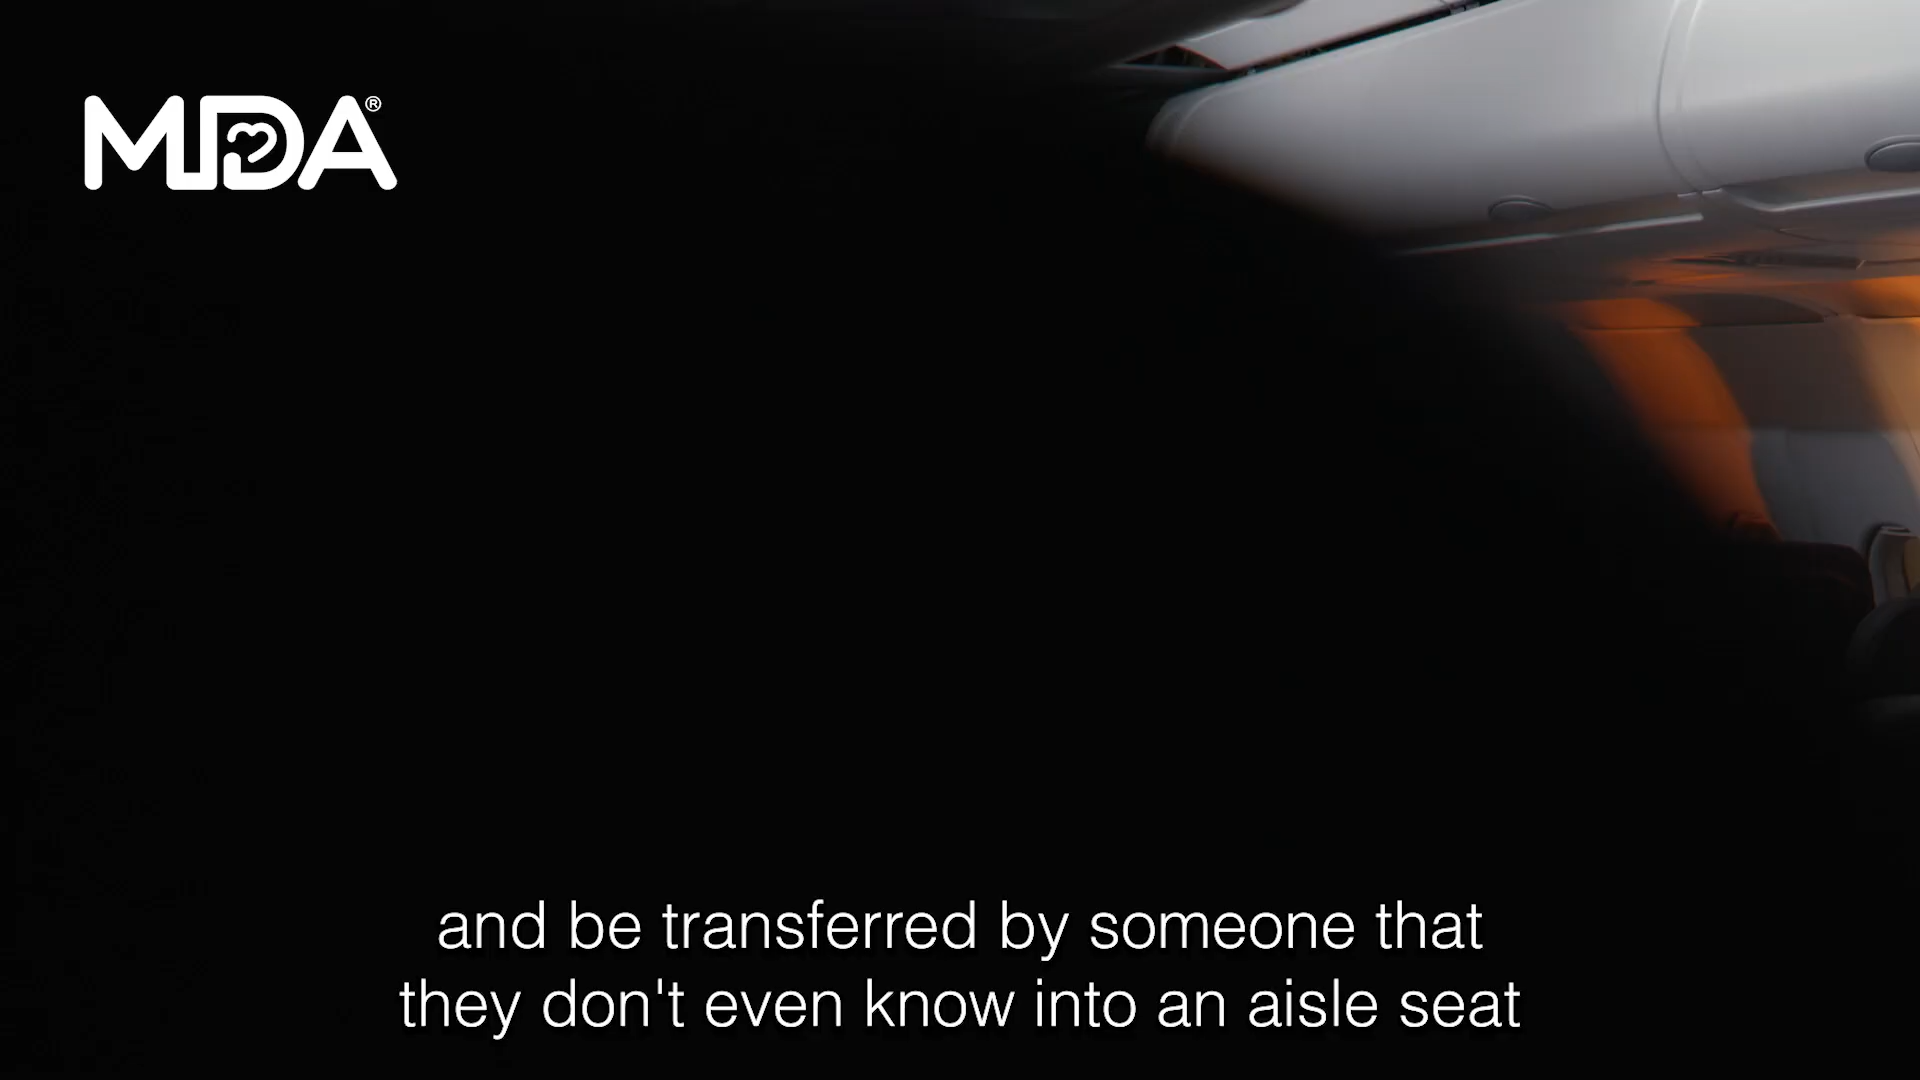 MDA®
and be transferred by someone that
they don't even know into an aisle seat